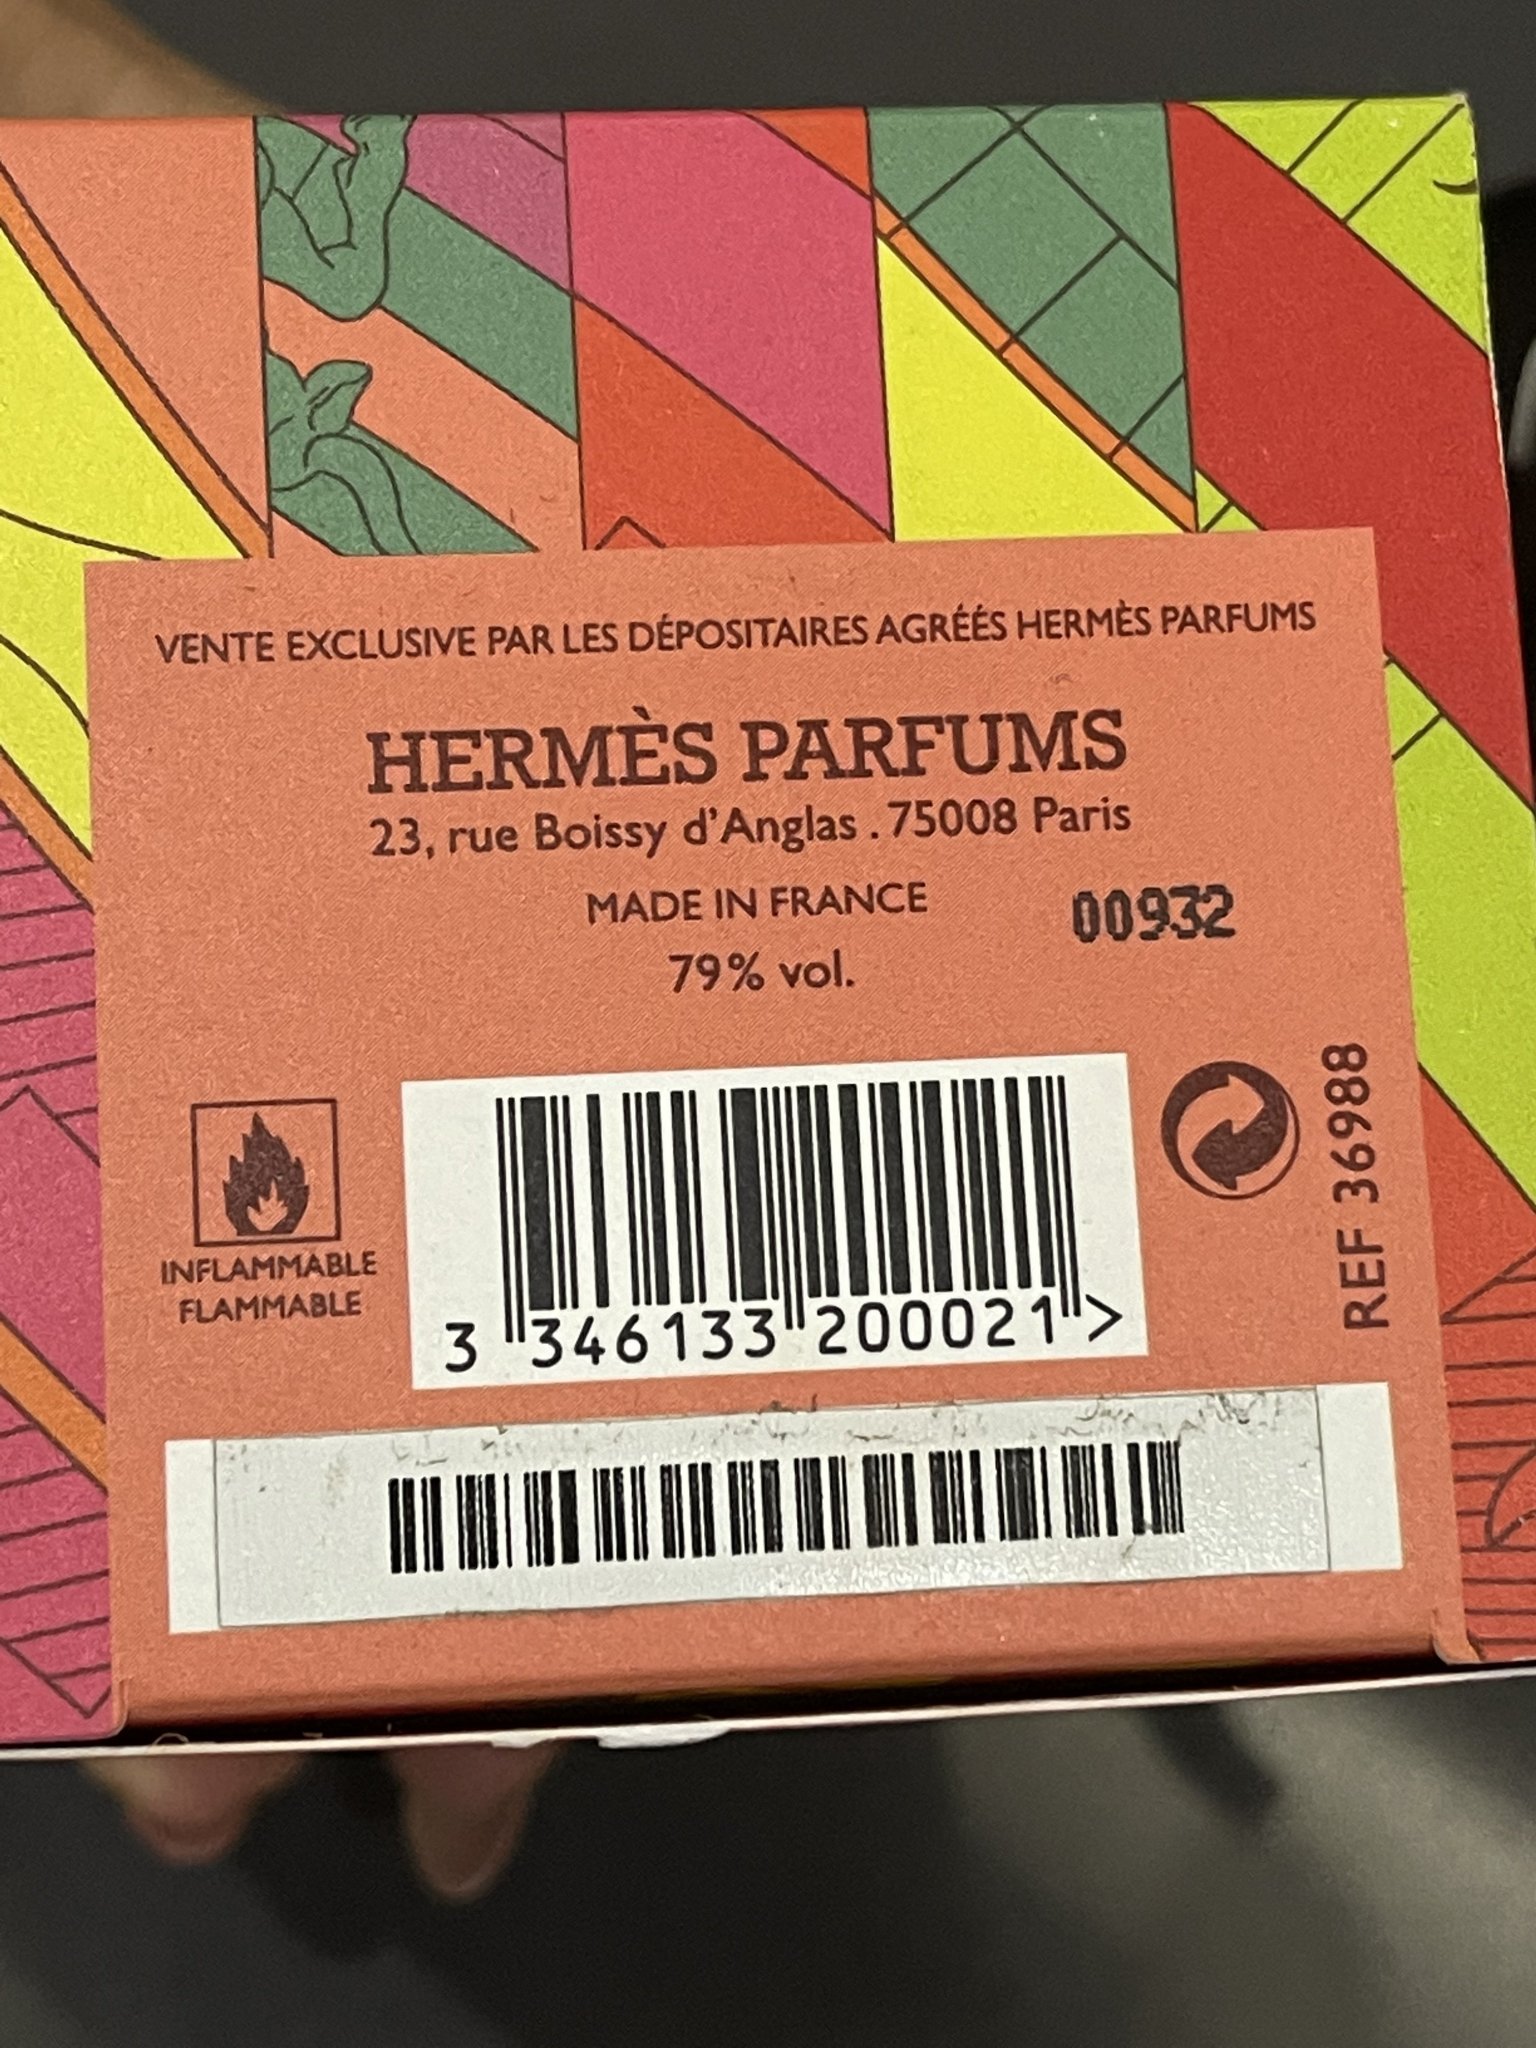 VENTE EXCLUSIVE PAR LES DÉPOSITAIRES AGRÉÉS HERMÈS PARFUMS
HERMÈS PARFUMS
23, rue Boissy d'Anglas . 75008 Paris
MADE IN FRANCE
00932
79% vol.
INFLAMMABLE
FLAMMABLE
3 346133 200021 >
REF 36988